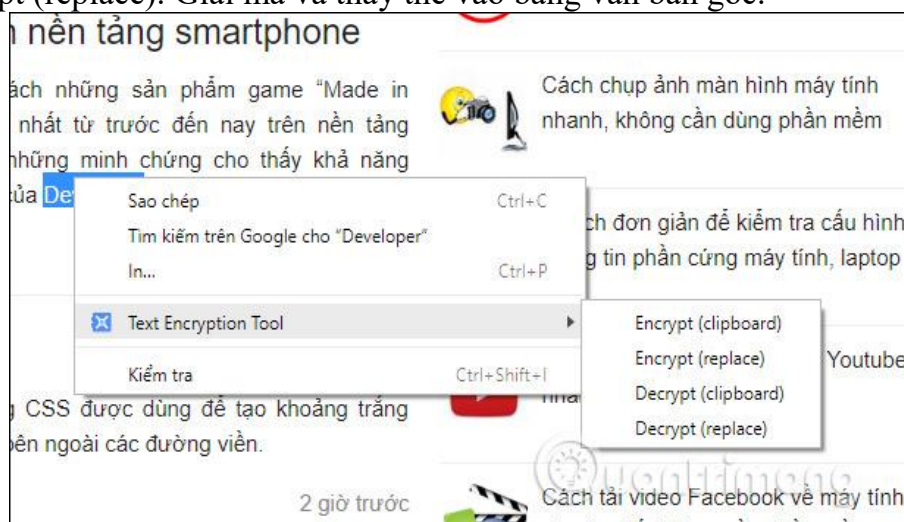 (replace). Giải mã và thay thế vào bảng văn bản gốc.
nền tảng smartphone
những sản phẩm game “Made in
nhất từ trước đến nay trên nền tảng
những minh chứng cho thấy khả năng
của
Sao chép Ctrl+C
Tìm kiếm trên Google cho “Developer”
In... Ctrl+P
Text Encryption Tool
Kiểm tra Ctrl+Shift+I
Encrypt (clipboard)
Encrypt (replace)
Decrypt (clipboard)
Decrypt (replace)
CSS được dùng để tạo khoảng trắng
bên ngoài các đường viền.
2 giờ trước
Cách chụp ảnh màn hình máy tính
nhanh, không cần dùng phần mềm
đơn giản để kiểm tra cấu hình
tin phần cứng máy tính, laptop
Youtube
Cách tải video Facebook về máy tính
Quantrimang